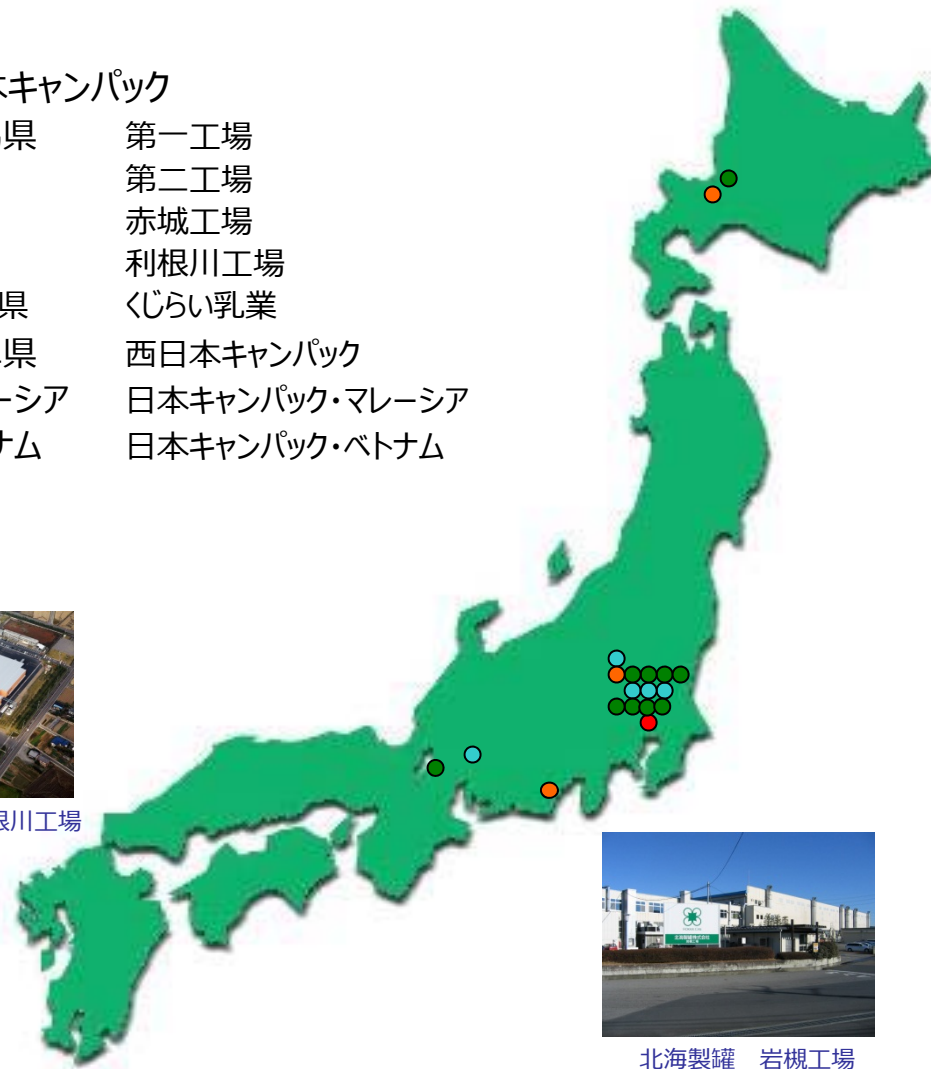 本キャンパック
県 第一工場
第二工場
赤城工場
利根川工場
県 くじらい乳業
県 西日本キャンパック
ーシア 日本キャンパック・マレーシア
ナム 日本キャンパック・ベトナム
根川工場
北海製罐 岩槻工場